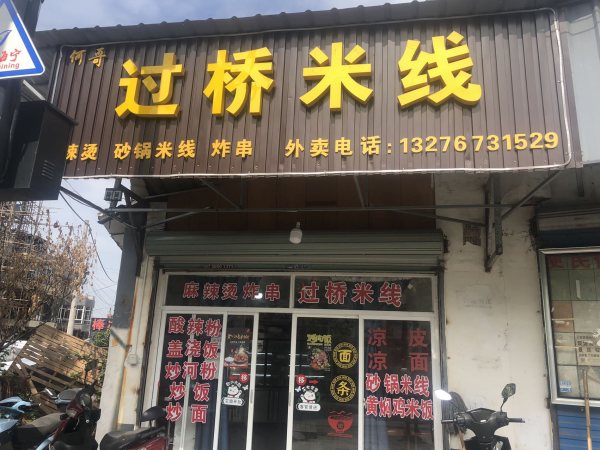 何哥
过桥米线
辣烫 砂锅米线 炸串 外卖电话:13276731529
麻辣烫炸串 过桥米线
酸辣粉
盖浇饭
炒河粉
炒饭
炒面
面条
移
移
凉皮
凉面
砂锅米线
黄焖鸡米饭